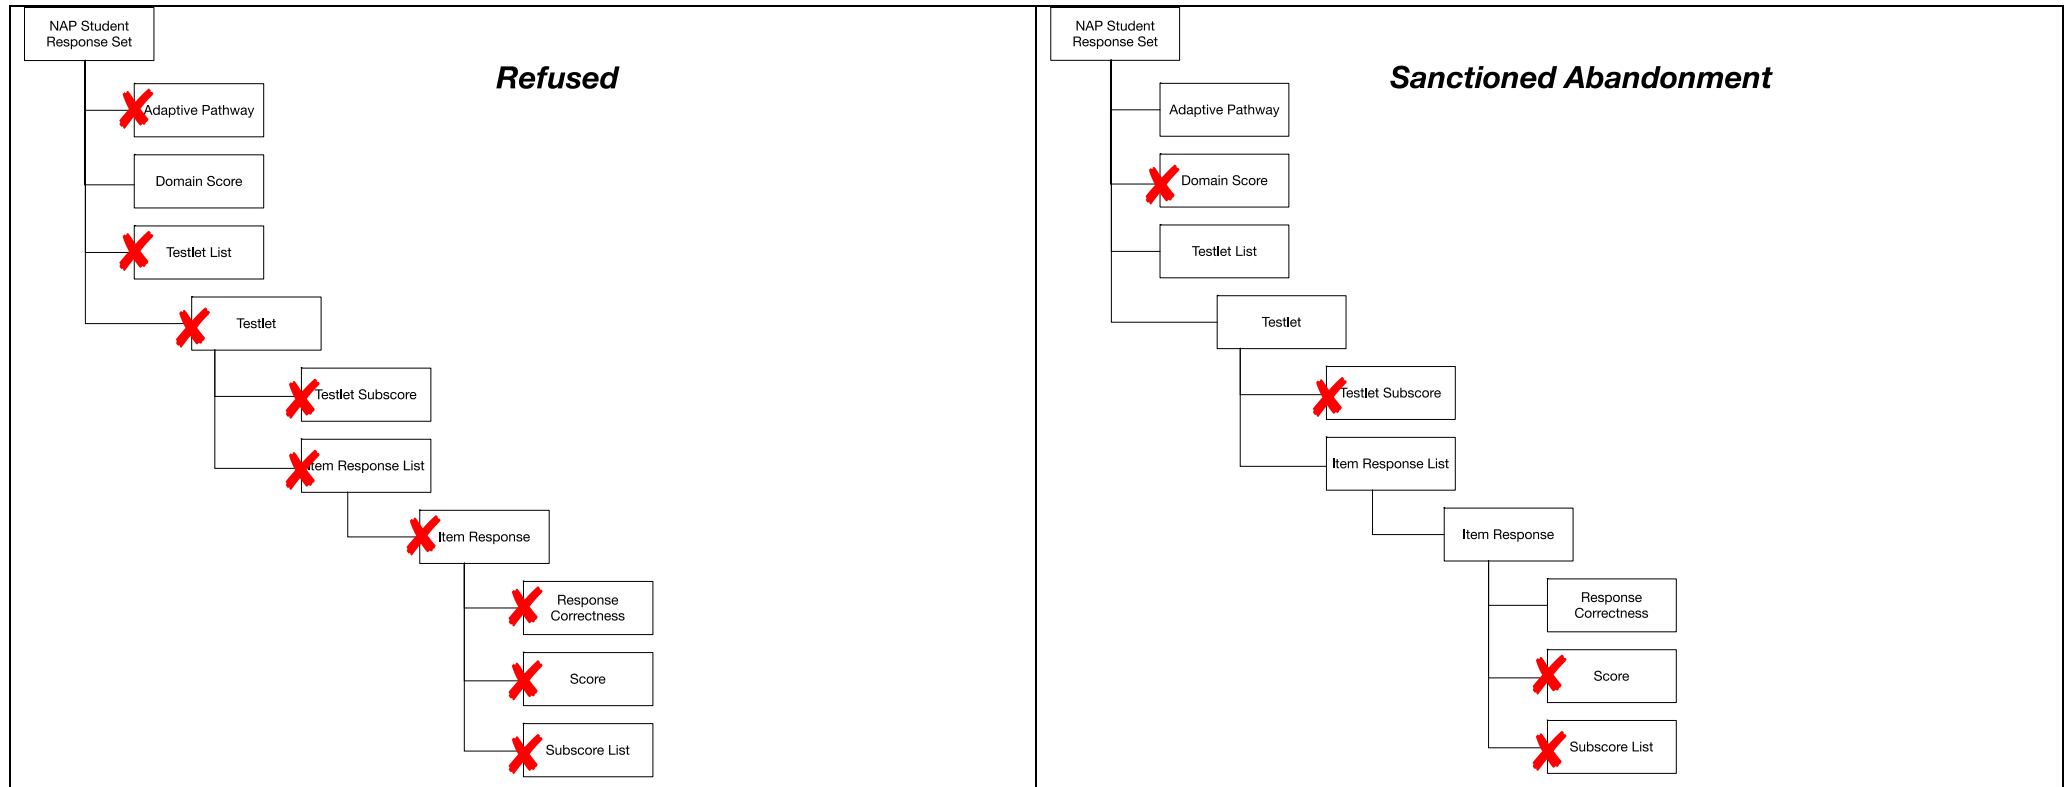 NAP Student
Response Set
Refused
Adaptive Pathway
Domain Score
Testlet List
Testlet
Testlet Subscore
Item Response List
Item Response
Response
Correctness
Score
Subscore List
NAP Student
Response Set
Sanctioned Abandonment
Adaptive Pathway
Domain Score
Testlet List
Testlet
Testlet Subscore
Item Response List
Item Response
Response
Correctness
Score
Subscore List